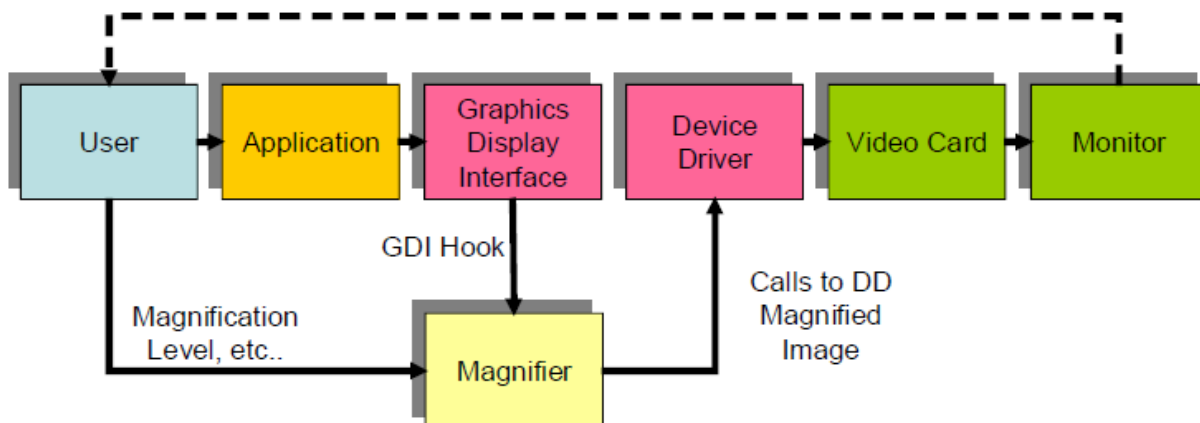 User
Application
Graphics
Display
Interface
Device
Driver
Video Card
Monitor
GDI Hook
Magnification
Level, etc..
Magnifier
Calls to DD
Magnified
Image